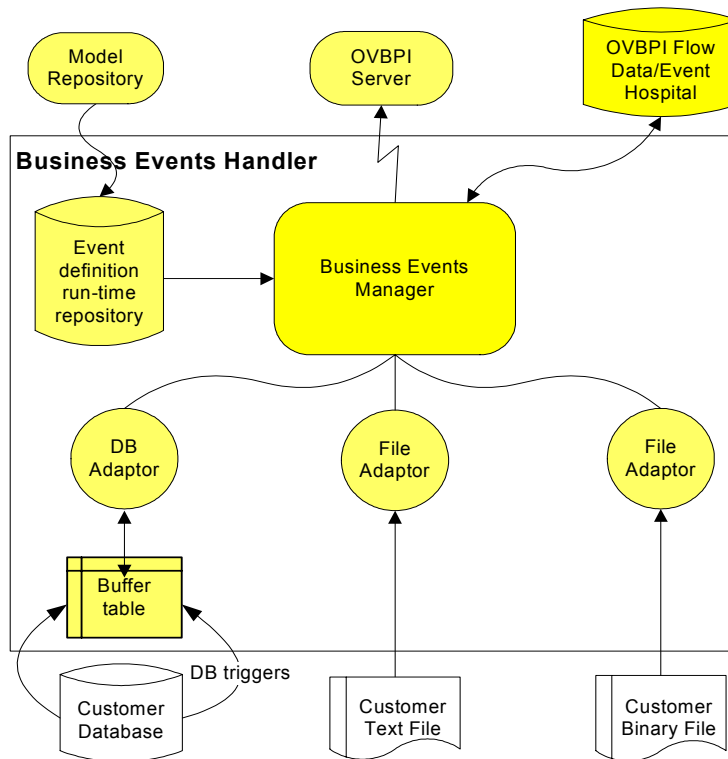 Model
Repository
OVBPI
Server
OVBPI Flow
Data/Event
Hospital
Business Events Handler
Event
definition
run-time
repository
Business Events
Manager
DB
Adaptor
File
Adaptor
File
Adaptor
Buffer
table
DB triggers
Customer
Database
Customer
Text File
Customer
Binary File